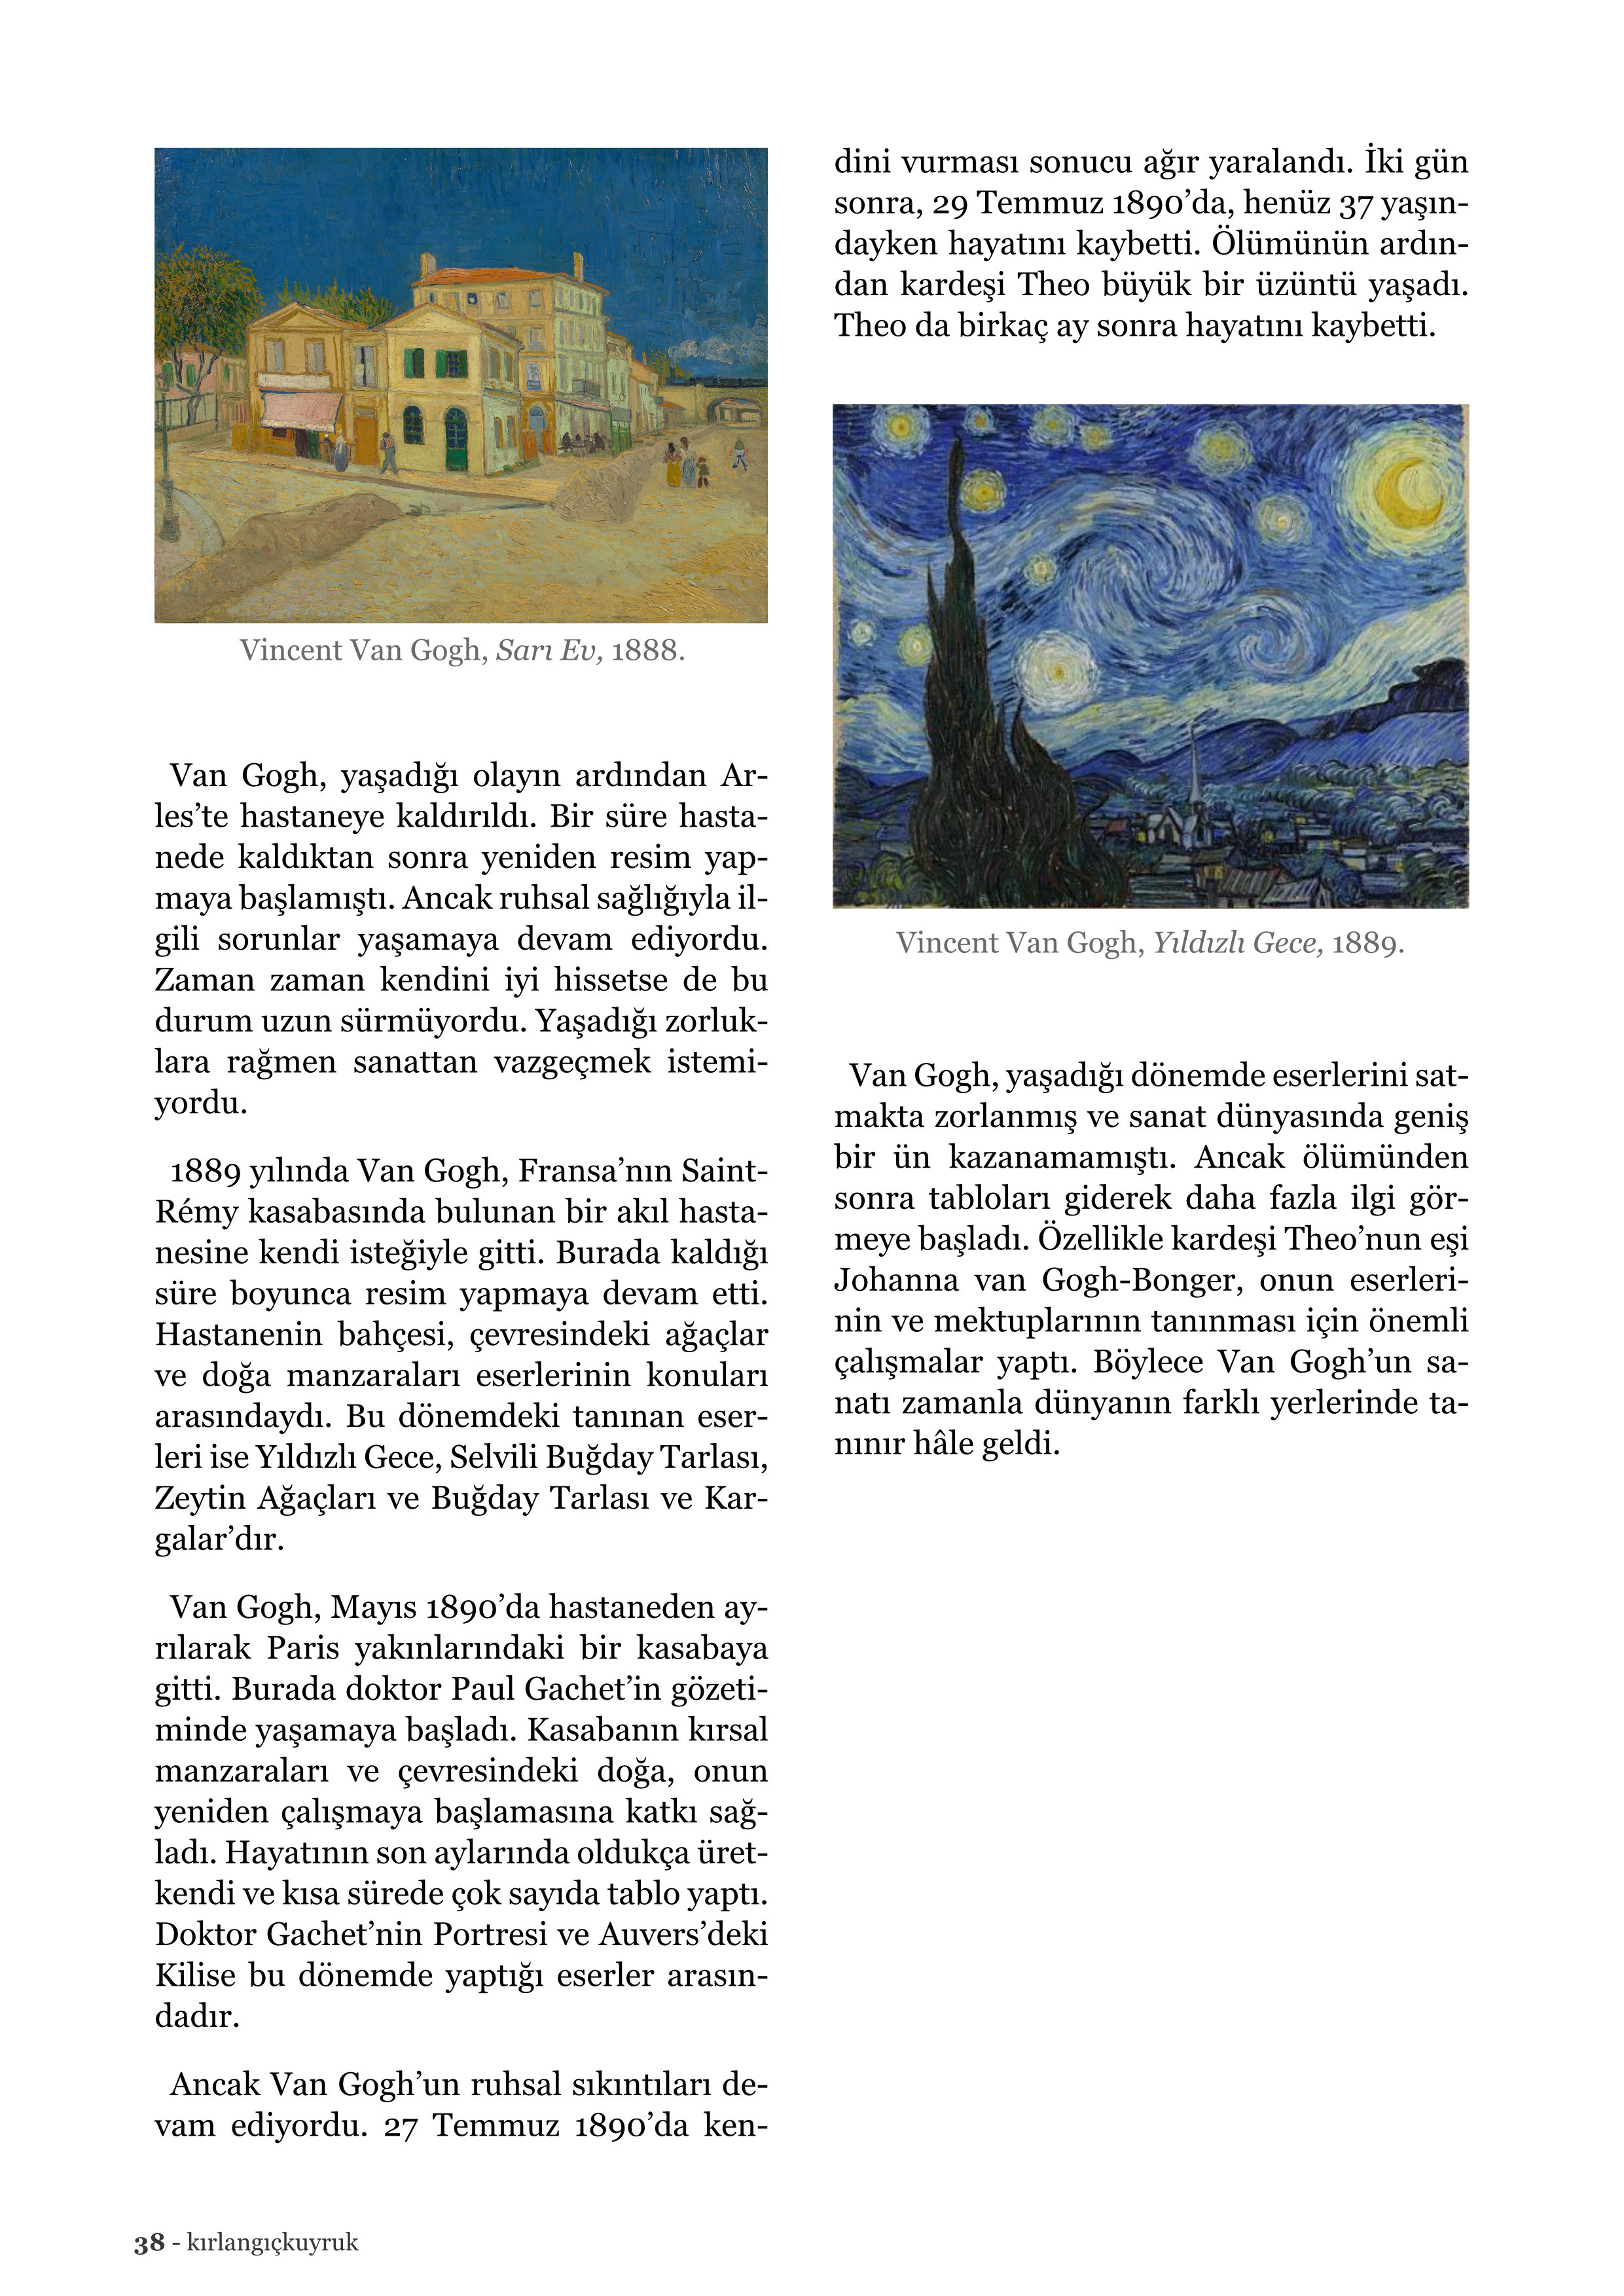 Vincent Van Gogh, Sarı Ev, 1888.
Van Gogh, yaşadığı olayın ardından Ar-
les’te hastaneye kaldırıldı. Bir süre hasta-
nede kaldıktan sonra yeniden resim yap-
maya başlamıştı. Ancak ruhsal sağlığıyla il-
gili sorunlar yaşamaya devam ediyordu.
Zaman zaman kendini iyi hissetse de bu
durum uzun sürmüyordu. Yaşadığı zorluk-
lara rağmen sanattan vazgeçmek istemi-
yordu.
1889 yılında Van Gogh, Fransa’nın Saint-
Rémy kasabasında bulunan bir akıl hasta-
nesine kendi isteğiyle gitti. Burada kaldığı
süre boyunca resim yapmaya devam etti.
Hastanenin bahçesi, çevresindeki ağaçlar
ve doğa manzaraları eserlerinin konuları
arasındaydı. Bu dönemdeki tanınan eser-
leri ise Yıldızlı Gece, Selvili Buğday Tarlası,
Zeytin Ağaçları ve Buğday Tarlası ve Kar-
galar’dır.
Van Gogh, Mayıs 1890’da hastaneden ay-
rılarak Paris yakınlarındaki bir kasabaya
gitti. Burada doktor Paul Gachet’in gözeti-
minde yaşamaya başladı. Kasabanın kırsal
manzaraları ve çevresindeki doğa, onun
yeniden çalışmaya başlamasına katkı sağ-
ladı. Hayatının son aylarında oldukça üret-
kendi ve kısa sürede çok sayıda tablo yaptı.
Doktor Gachet’nin Portresi ve Auvers’deki
Kilise bu dönemde yaptığı eserler arasın-
dadır.
Ancak Van Gogh’un ruhsal sıkıntıları de-
vam ediyordu. 27 Temmuz 1890’da ken-
dini vurması sonucu ağır yaralandı. İki gün
sonra, 29 Temmuz 1890’da, henüz 37 yaşın-
dayken hayatını kaybetti. Ölümünün ardın-
dan kardeşi Theo büyük bir üzüntü yaşadı.
Theo da birkaç ay sonra hayatını kaybetti.
Vincent Van Gogh, Yıldızlı Gece, 1889.
Van Gogh, yaşadığı dönemde eserlerini sat-
makta zorlanmış ve sanat dünyasında geniş
bir ün kazanamamıştı. Ancak ölümünden
sonra tabloları giderek daha fazla ilgi gör-
meye başladı. Özellikle kardeşi Theo’nun eşi
Johanna van Gogh-Bonger, onun eserleri-
nin ve mektuplarının tanınması için önemli
çalışmalar yaptı. Böylece Van Gogh’un sa-
natı zamanla dünyanın farklı yerlerinde ta-
nınır hâle geldi.
38 - kırlangıçkuyruk